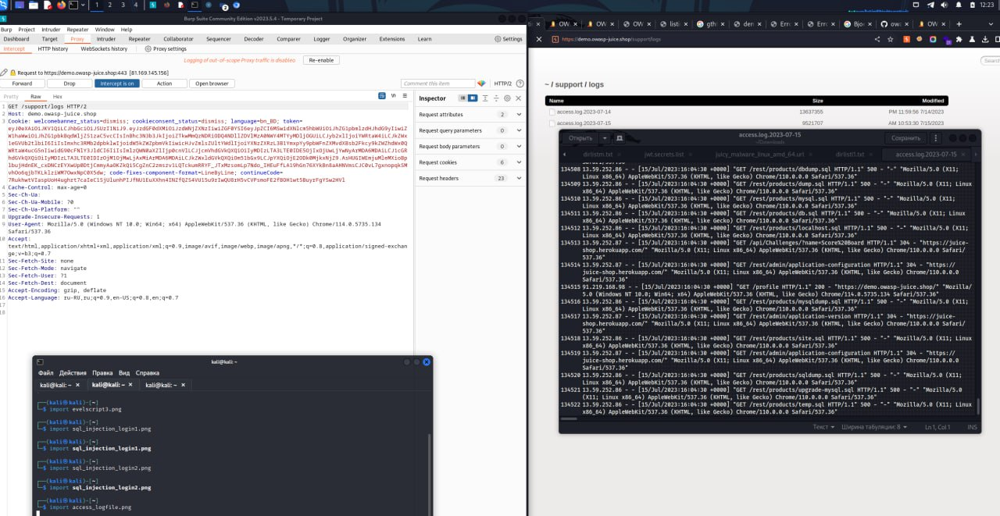 1 2 3 4
12:23
Burp Suite Community Edition v2023.5.4 - Temporary Project
Burp Project Intruder Repeater Window Help
Dashboard Target Proxy Intruder Repeater Collaborator Sequencer Decoder Comparer Logger Organizer Extensions Learn Settings
Intercept HTTP history WebSockets history Proxy settings
Logging of out-of-scope Proxy traffic is disabled. Re-enable
Request to https://demo.owasp-juice.shop:443 [81.169.145.156]
Forward Drop Intercept is on Action Open browser Comment this item HTTP/2
Pretty Raw Hex
1 GET /support/logs HTTP/2
2 Host: demo.owasp-juice.shop
3 Cookie: welcomebanner_status=dismiss; cookieconsent_status=dismiss; language=bn_BD; token=
code-fixes-component-format=LineByLine; continueCode=
4 Cache-Control: max-age=0
5 Sec-Ch-Ua:
6 Sec-Ch-Ua-Mobile: ?0
7 Sec-Ch-Ua-Platform: ""
8 Upgrade-Insecure-Requests: 1
9 User-Agent: Mozilla/5.0 (Windows NT 10.0; Win64; x64) AppleWebKit/537.36 (KHTML, like Gecko) Chrome/114.0.5735.134
Safari/537.36
10 Accept:
text/html,application/xhtml+xml,application/xml;q=0.9,image/avif,image/webp,image/apng,*/*;q=0.8,application/signed-exchan
ge;v=b3;q=0.7
11 Sec-Fetch-Site: none
12 Sec-Fetch-Mode: navigate
13 Sec-Fetch-User: ?1
14 Sec-Fetch-Dest: document
15 Accept-Encoding: gzip, deflate
16 Accept-Language: ru-RU,ru;q=0.9,en-US;q=0.8,en;q=0.7
17
18
Inspector
Request attributes 2
Request query parameters 0
Request body parameters 0
Request cookies 6
Request headers 23
kali@kali: ~
Файл Действия Правка Вид Справка
kali@kali: ~ × kali@kali: ~ × kali@kali: ~ ×
┌──(kali㉿kali)-[~]
└─$ import evelscript3.png
┌──(kali㉿kali)-[~]
└─$ import sql_injection_login1.png
┌──(kali㉿kali)-[~]
└─$ import sql_injection_login1.png
┌──(kali㉿kali)-[~]
└─$ import sql_injection_login2.png
┌──(kali㉿kali)-[~]
└─$ import sql_injection_login2.png
┌──(kali㉿kali)-[~]
└─$ import access_logfile.png
https://demo.owasp-juice.shop/support/logs
Search
~ / support / logs
Name Size Modified
access.log.2023-07-14 13637355 PM 11:59:56 7/14/2023
access.log.2023-07-15 9521707 AM 10:53:30 7/15/2023
Открыть access.log.2023-07-15 Сохранить
~/Downloads
dirlistm.txt jwt.secrets.list juicy_malware_linux_amd_64.url dirlistl1.txt access.log.2023-07-15
134508 13.59.252.86 - - [15/Jul/2023:16:04:30 +0000] "GET /rest/products/dbdump.sql HTTP/1.1" 500 - "-" "Mozilla/5.0 (X11;
Linux x86_64) AppleWebKit/537.36 (KHTML, like Gecko) Chrome/110.0.0.0 Safari/537.36"
134509 13.59.252.86 - - [15/Jul/2023:16:04:30 +0000] "GET /rest/products/dump.sql HTTP/1.1" 500 - "-" "Mozilla/5.0 (X11;
Linux x86_64) AppleWebKit/537.36 (KHTML, like Gecko) Chrome/110.0.0.0 Safari/537.36"
134510 13.59.252.86 - - [15/Jul/2023:16:04:30 +0000] "GET /rest/products/mysql.sql HTTP/1.1" 500 - "-" "Mozilla/5.0 (X11;
Linux x86_64) AppleWebKit/537.36 (KHTML, like Gecko) Chrome/110.0.0.0 Safari/537.36"
134511 13.59.252.86 - - [15/Jul/2023:16:04:30 +0000] "GET /rest/products/db.sql HTTP/1.1" 500 - "-" "Mozilla/5.0 (X11;
Linux x86_64) AppleWebKit/537.36 (KHTML, like Gecko) Chrome/110.0.0.0 Safari/537.36"
134512 13.59.252.86 - - [15/Jul/2023:16:04:30 +0000] "GET /rest/products/localhost.sql HTTP/1.1" 500 - "-" "Mozilla/5.0 (X11;
Linux x86_64) AppleWebKit/537.36 (KHTML, like Gecko) Chrome/110.0.0.0 Safari/537.36"
134513 13.59.252.87 - - [15/Jul/2023:16:04:30 +0000] "GET /api/Challenges/?name=Score%20Board HTTP/1.1" 304 - "https://juice-
shop.herokuapp.com/" "Mozilla/5.0 (X11; Linux x86_64) AppleWebKit/537.36 (KHTML, like Gecko) Chrome/110.0.0.0 Safari/
537.36"
134514 13.59.252.87 - - [15/Jul/2023:16:04:30 +0000] "GET /rest/admin/application-configuration HTTP/1.1" 304 - "https://
juice-shop.herokuapp.com/" "Mozilla/5.0 (X11; Linux x86_64) AppleWebKit/537.36 (KHTML, like Gecko) Chrome/110.0.0.0
Safari/537.36"
134515 91.219.168.98 - - [15/Jul/2023:16:04:30 +0000] "GET /profile HTTP/1.1" 200 - "https://demo.owasp-juice.shop/" "Mozilla/
5.0 (Windows NT 10.0; Win64; x64) AppleWebKit/537.36 (KHTML, like Gecko) Chrome/114.0.5735.134 Safari/537.36"
134516 13.59.252.86 - - [15/Jul/2023:16:04:30 +0000] "GET /rest/products/mysqldump.sql HTTP/1.1" 500 - "-" "Mozilla/5.0 (X11;
Linux x86_64) AppleWebKit/537.36 (KHTML, like Gecko) Chrome/110.0.0.0 Safari/537.36"
134517 13.59.252.87 - - [15/Jul/2023:16:04:30 +0000] "GET /rest/admin/application-version HTTP/1.1" 304 - "https://juice-
shop.herokuapp.com/" "Mozilla/5.0 (X11; Linux x86_64) AppleWebKit/537.36 (KHTML, like Gecko) Chrome/110.0.0.0 Safari/
537.36"
134518 13.59.252.86 - - [15/Jul/2023:16:04:30 +0000] "GET /rest/products/site.sql HTTP/1.1" 500 - "-" "Mozilla/5.0 (X11;
Linux x86_64) AppleWebKit/537.36 (KHTML, like Gecko) Chrome/110.0.0.0 Safari/537.36"
134519 13.59.252.87 - - [15/Jul/2023:16:04:30 +0000] "GET /rest/admin/application-configuration HTTP/1.1" 304 - "https://
juice-shop.herokuapp.com/" "Mozilla/5.0 (X11; Linux x86_64) AppleWebKit/537.36 (KHTML, like Gecko) Chrome/110.0.0.0
Safari/537.36"
134520 13.59.252.86 - - [15/Jul/2023:16:04:30 +0000] "GET /rest/products/sqldump.sql HTTP/1.1" 500 - "-" "Mozilla/5.0 (X11;
Linux x86_64) AppleWebKit/537.36 (KHTML, like Gecko) Chrome/110.0.0.0 Safari/537.36"
134521 13.59.252.86 - - [15/Jul/2023:16:04:30 +0000] "GET /rest/products/upgrade-mysql.sql HTTP/1.1" 500 - "-" "Mozilla/5.0
(X11; Linux x86_64) AppleWebKit/537.36 (KHTML, like Gecko) Chrome/110.0.0.0 Safari/537.36"
134522 13.59.252.86 - - [15/Jul/2023:16:04:30 +0000] "GET /rest/products/temp.sql HTTP/1.1" 500 - "-" "Mozilla/5.0 (X11;
Linux x86_64) AppleWebKit/537.36 (KHTML, like Gecko) Chrome/110.0.0.0 Safari/537.36"
Текст Ширина табуляции: 8 Ln1, Col1 INS